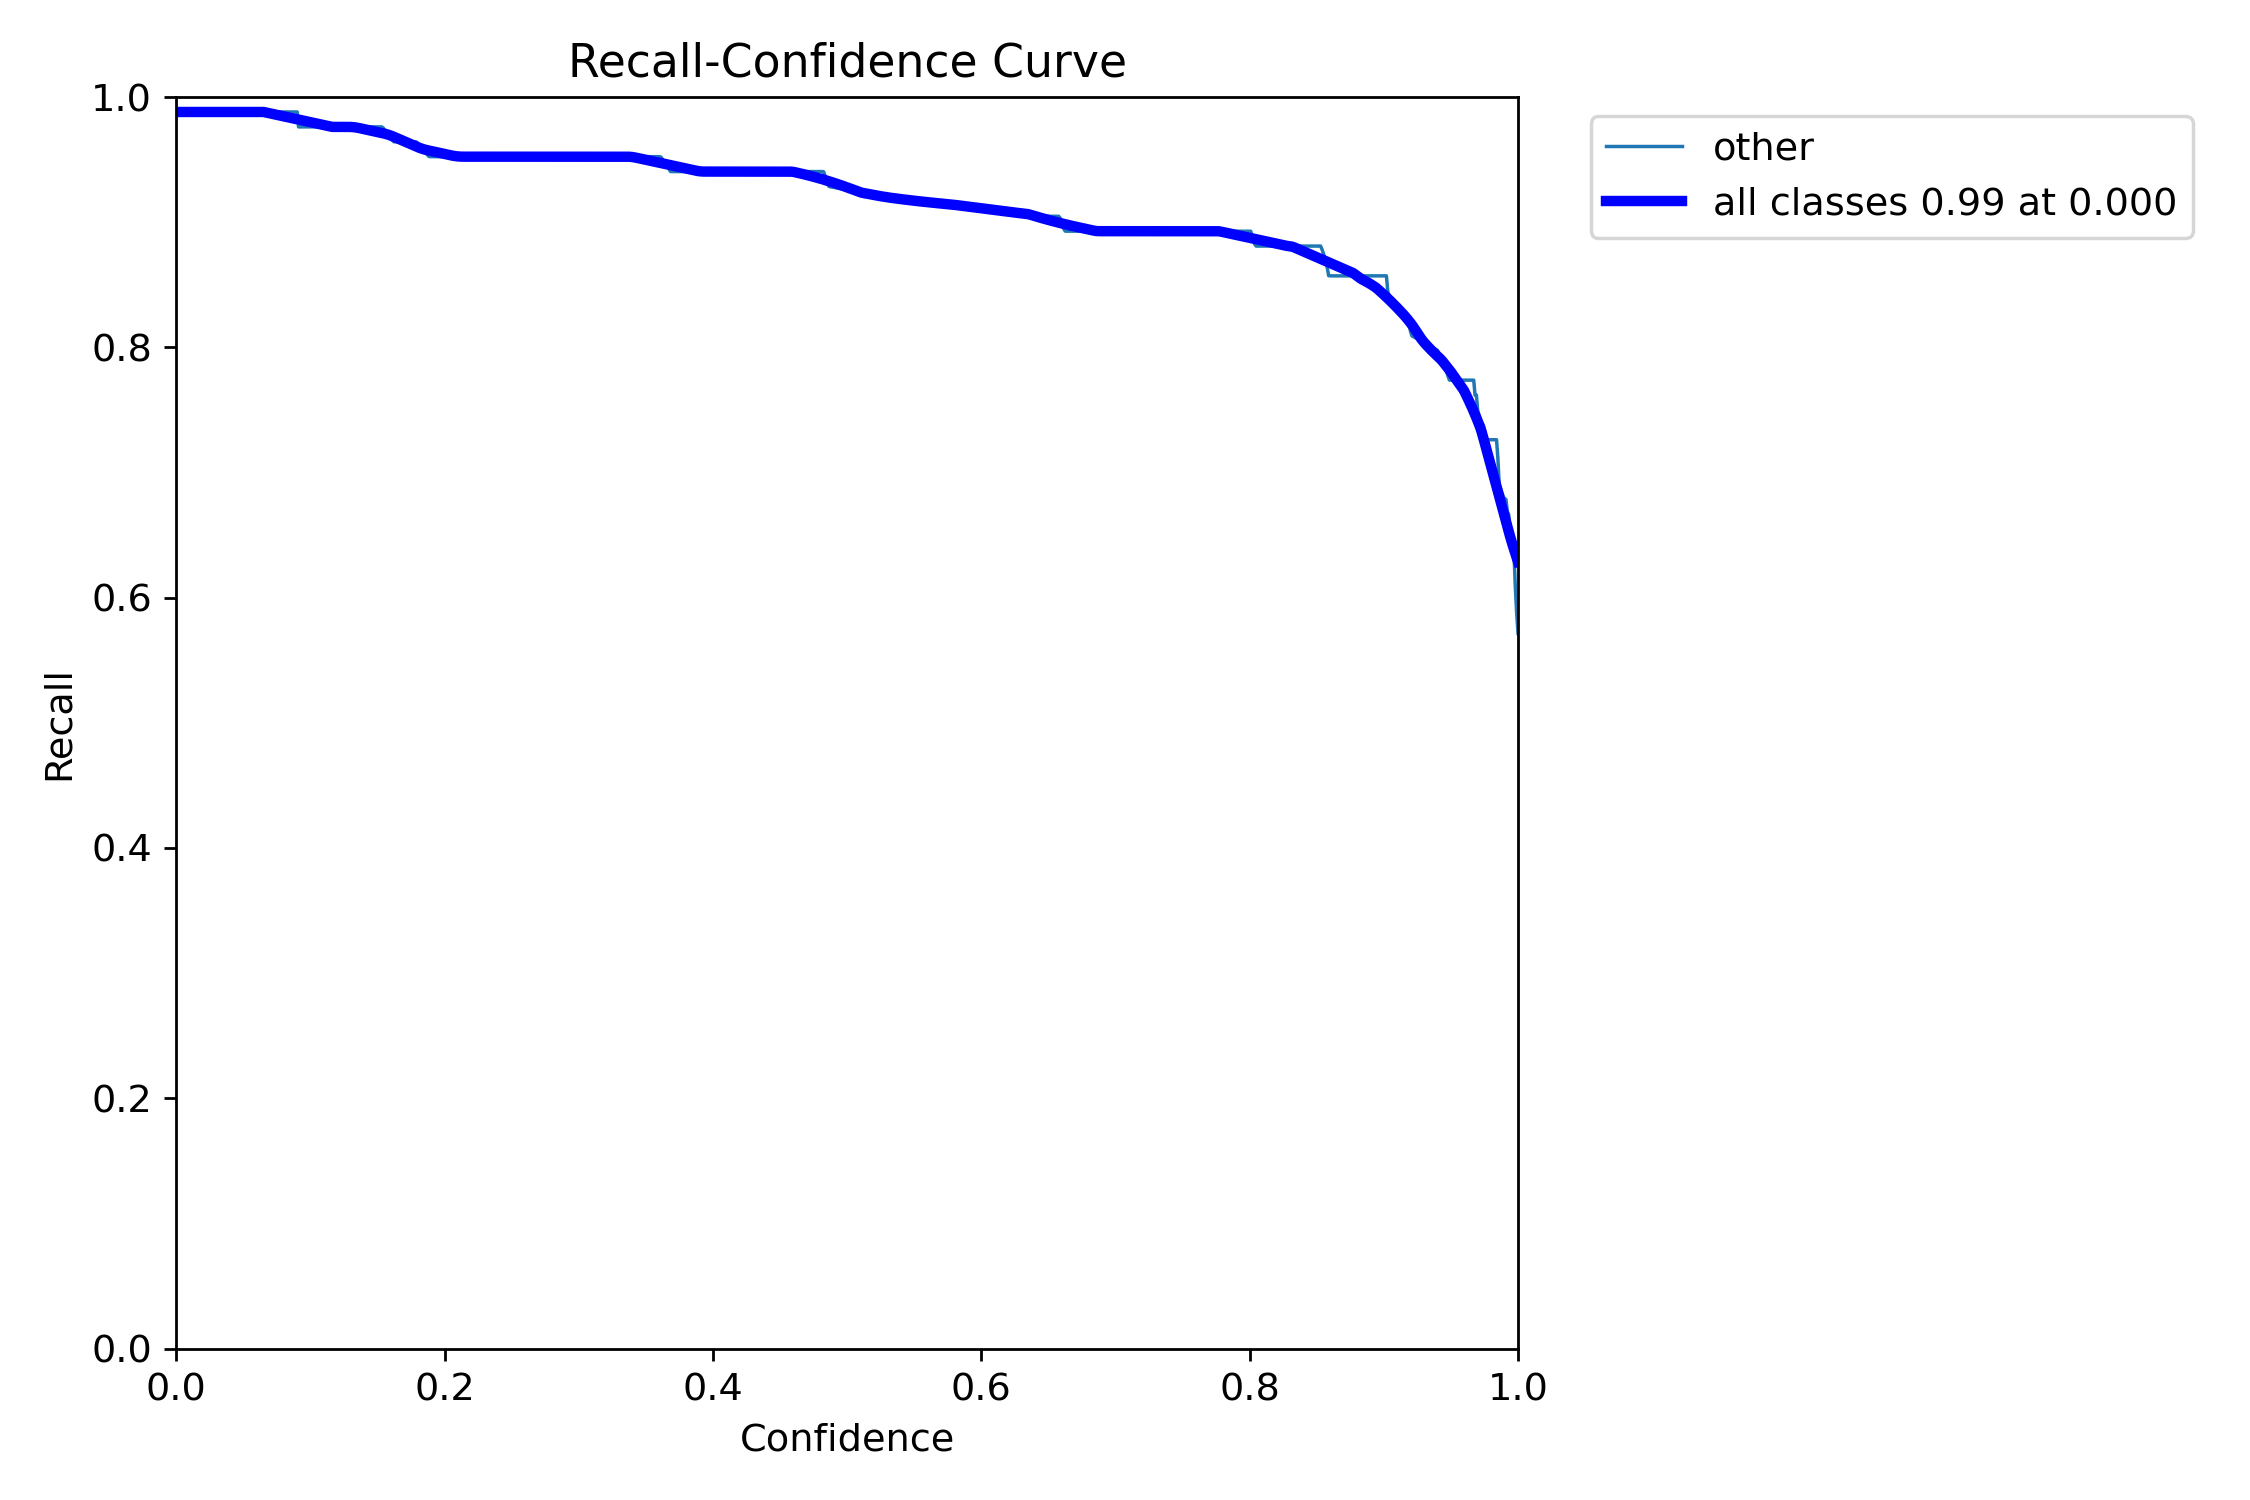 Recall-Confidence Curve
1.0
0.8
0.6
0.4
0.2
0.0
Recall
0.0 0.2 0.4 0.6 0.8 1.0
Confidence
other
all classes 0.99 at 0.000